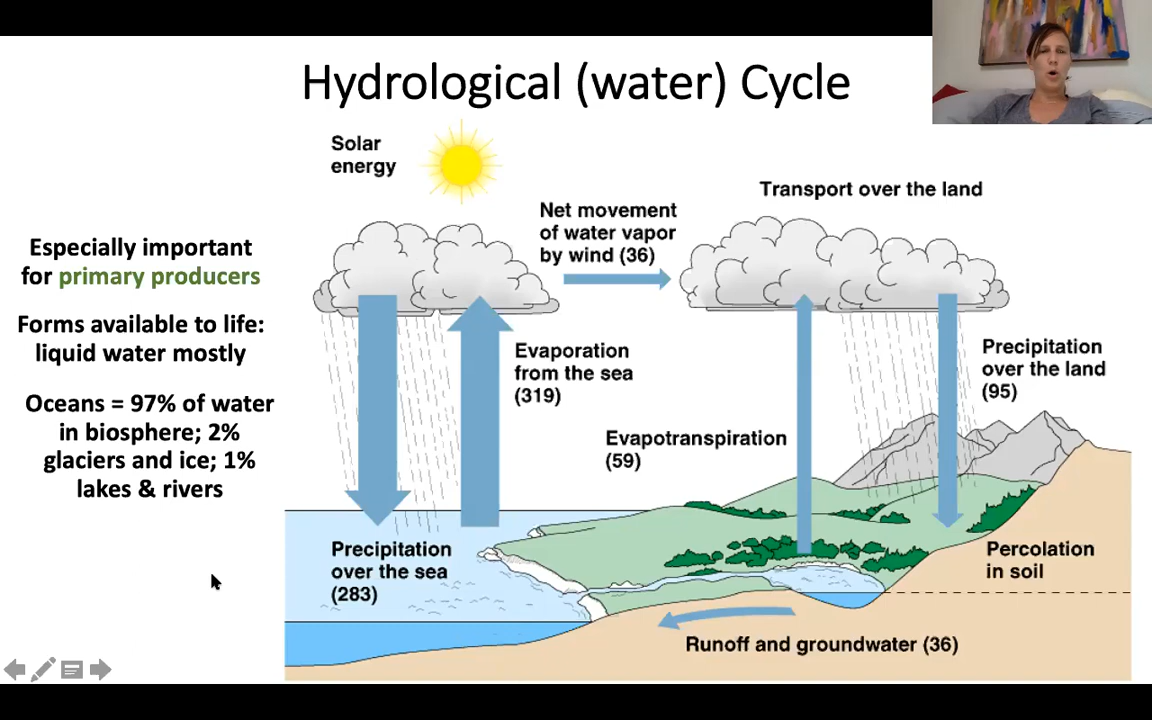 Hydrological (water) Cycle
Solar
energy
Transport over the land
Net movement
of water vapor
by wind (36)
Especially important
for primary producers
Forms available to life:
liquid water mostly
Oceans = 97% of water
in biosphere; 2%
glaciers and ice; 1%
lakes & rivers
Evaporation
from the sea
(319)
Precipitation
over the land
(95)
Evapotranspiration
(59)
Precipitation
over the sea
(283)
Percolation
in soil
Runoff and groundwater (36)